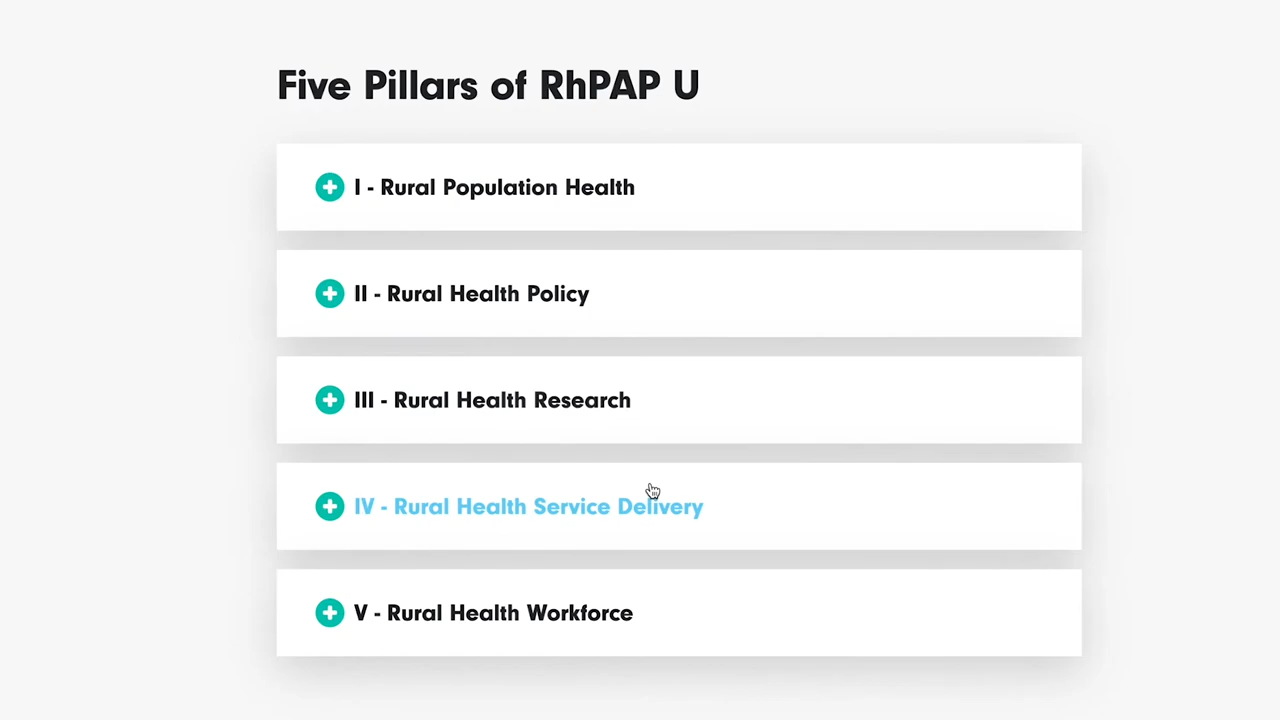 Five Pillars of RhPAP U
I - Rural Population Health
II - Rural Health Policy
III - Rural Health Research
IV - Rural Health Service Delivery
V - Rural Health Workforce